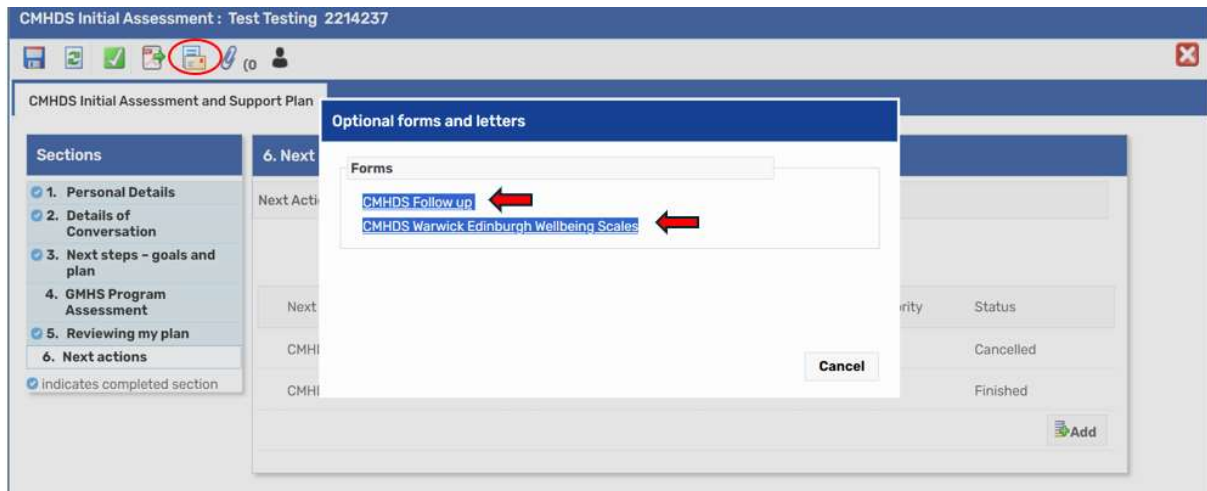 CMHDS Initial Assessment : Test Testing 2214237
(0
CMHDS Initial Assessment and Support Plan
Optional forms and letters
Sections
6. Next
Forms
1. Personal Details
Next Acti
CMHDS Follow up
2. Details of
Conversation
CMHDS Warwick Edinburgh Wellbeing Scales
3. Next steps – goals and
plan
4. GMHS Program
Assessment
Next
ority
Status
5. Reviewing my plan
6. Next actions
CMHI
Cancelled
Cancel
indicates completed section
CMHI
Finished
Add